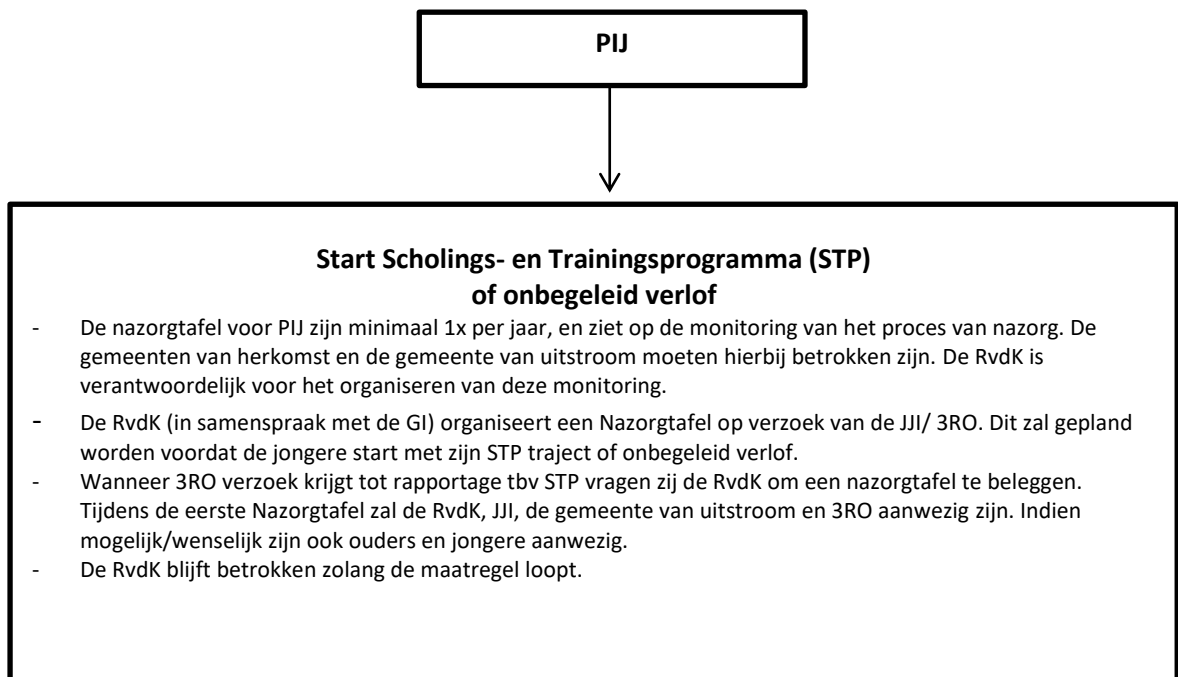 PIJ
Start Scholings- en Trainingsprogramma (STP)
of onbegeleid verlof
- De nazorgtafel voor PIJ zijn minimaal 1x per jaar, en ziet op de monitoring van het proces van nazorg. De
gemeenten van herkomst en de gemeente van uitstroom moeten hierbij betrokken zijn. De RvdK is
verantwoordelijk voor het organiseren van deze monitoring.
- De RvdK (in samenspraak met de GI) organiseert een Nazorgtafel op verzoek van de JJI/ 3RO. Dit zal gepland
worden voordat de jongere start met zijn STP traject of onbegeleid verlof.
- Wanneer 3RO verzoek krijgt tot rapportage tbv STP vragen zij de RvdK om een nazorgtafel te beleggen.
Tijdens de eerste Nazorgtafel zal de RvdK, JJI, de gemeente van uitstroom en 3RO aanwezig zijn. Indien
mogelijk/wenselijk zijn ook ouders en jongere aanwezig.
- De RvdK blijft betrokken zolang de maatregel loopt.